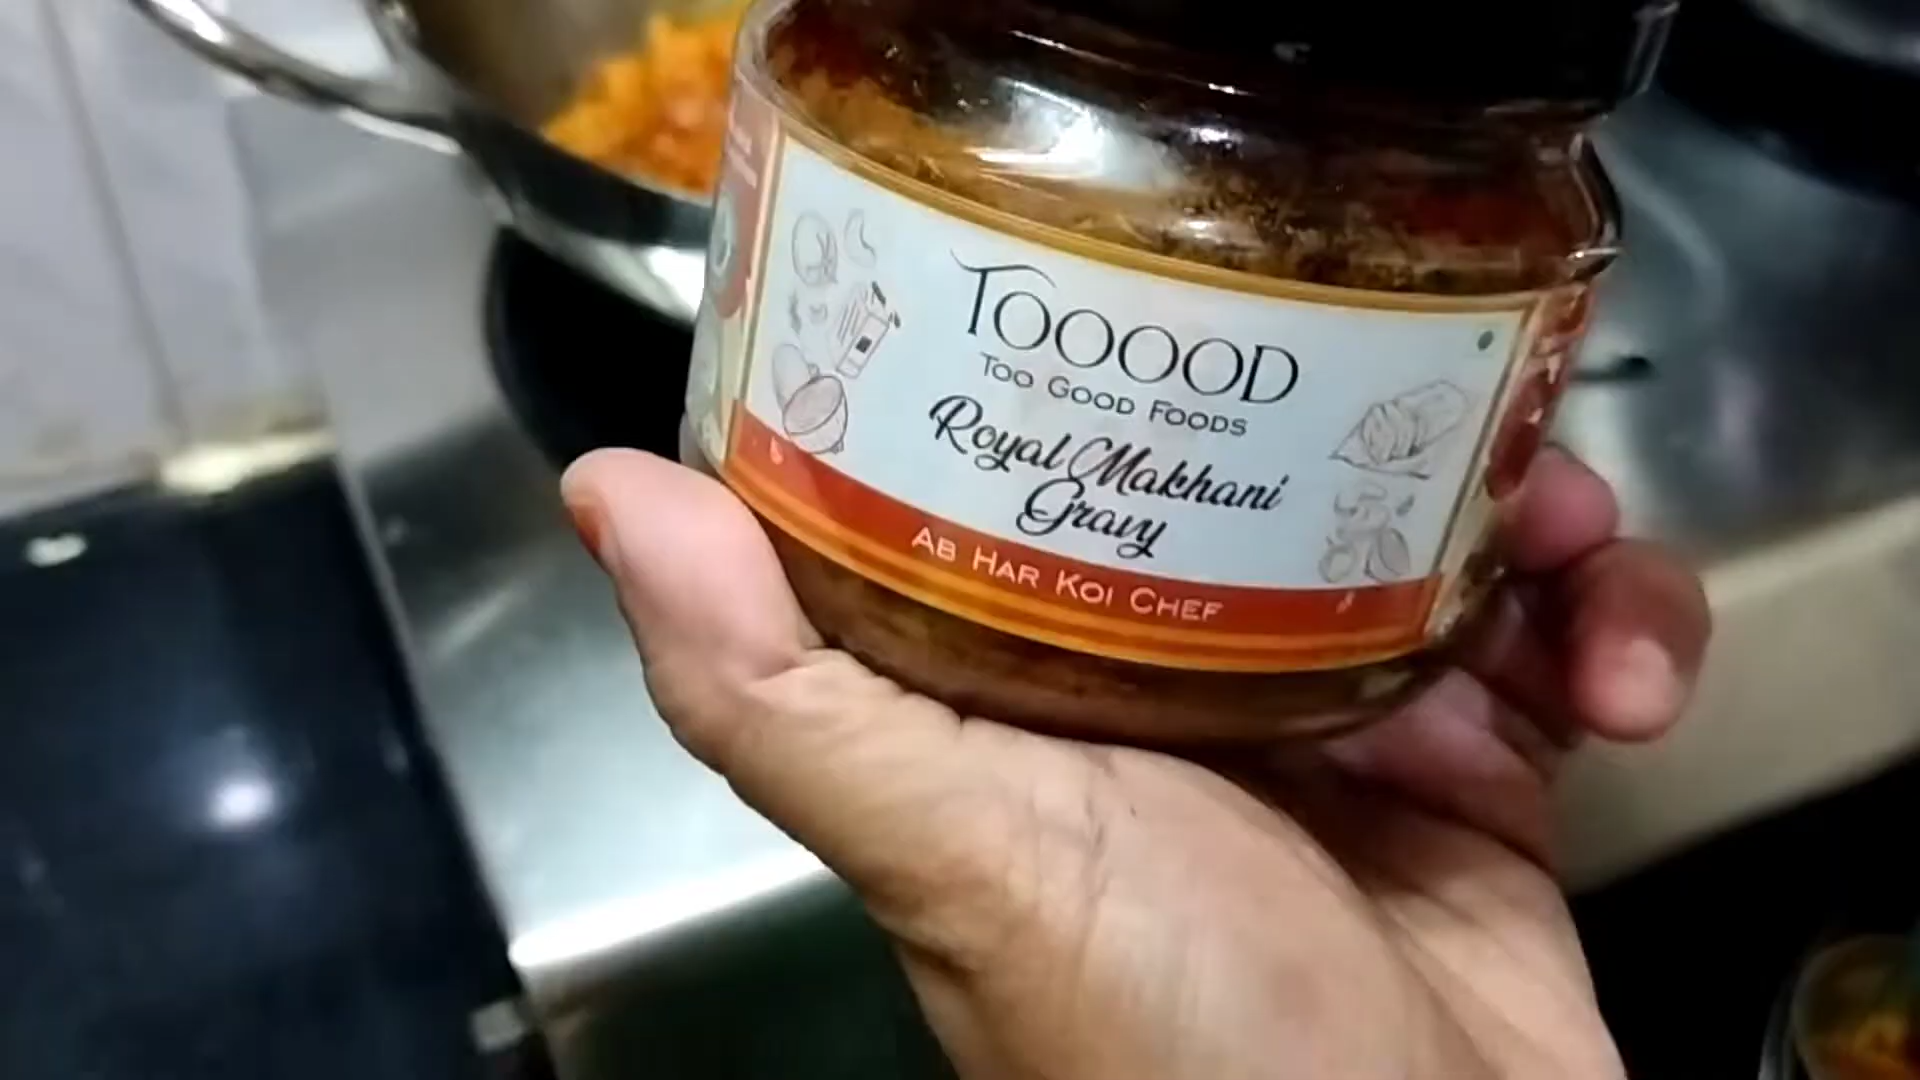 TOOOOD
TOO GOOD FOODS
Royal Makhani
Gravy
AB HAR KOI CHEF